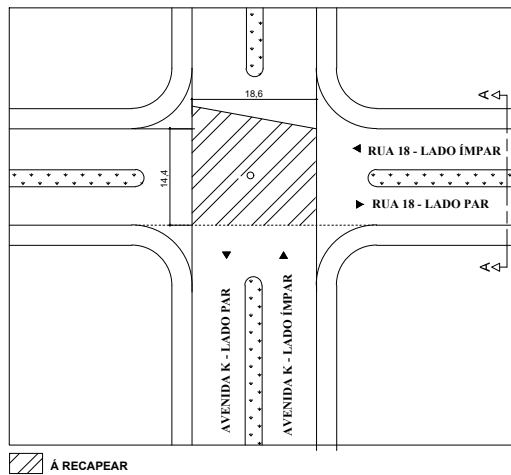 18,6
A
RUA 18 - LADO ÍMPAR
14,4
RUA 18 - LADO PAR
A
AVENIDA K - LADO PAR
AVENIDA K - LADO ÍMPAR
Á RECAPEAR